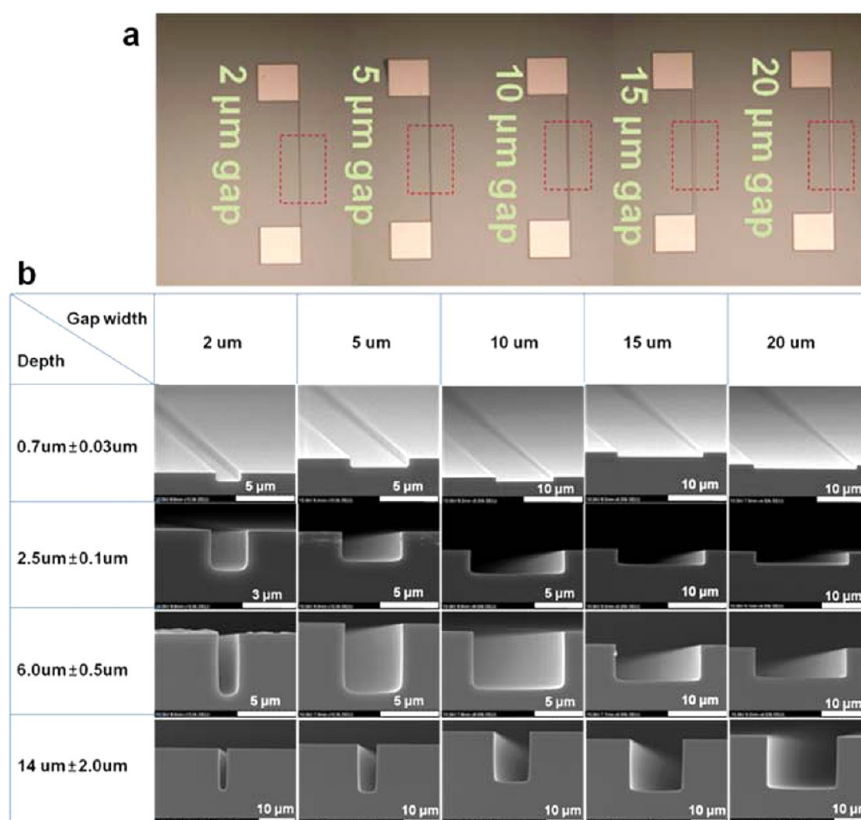 a
2 µm gap
5 µm gap
10 µm gap
15 µm gap
20 µm gap
b
Gap width
Depth
2 um
5 um
10 um
15 um
20 um
0.7um±0.03um
5 µm
5 µm
10 µm
10 µm
10 µm
2.5um±0.1um
3 µm
5 µm
5 µm
10 µm
10 µm
6.0um±0.5um
5 µm
5 µm
5 µm
10 µm
10 µm
14 um±2.0um
10 µm
10 µm
10 µm
10 µm
10 µm